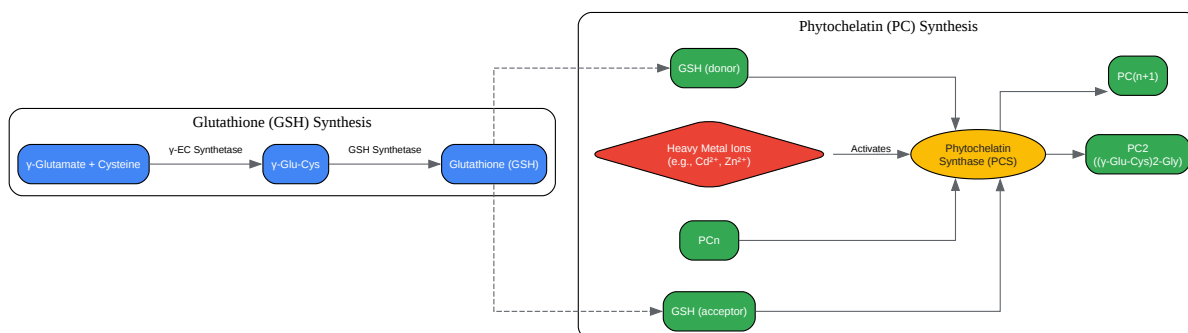 Phytochelatin (PC) Synthesis
GSH (donor)
PC(n+1)
Glutathione (GSH) Synthesis
γ-Glutamate + Cysteine
γ-EC Synthetase
γ-Glu-Cys
GSH Synthetase
Glutathione (GSH)
Heavy Metal Ions
(e.g., Cd²⁺, Zn²⁺)
Activates
Phytochelatin
Synthase (PCS)
PC2
((γ-Glu-Cys)2-Gly)
PCn
GSH (acceptor)